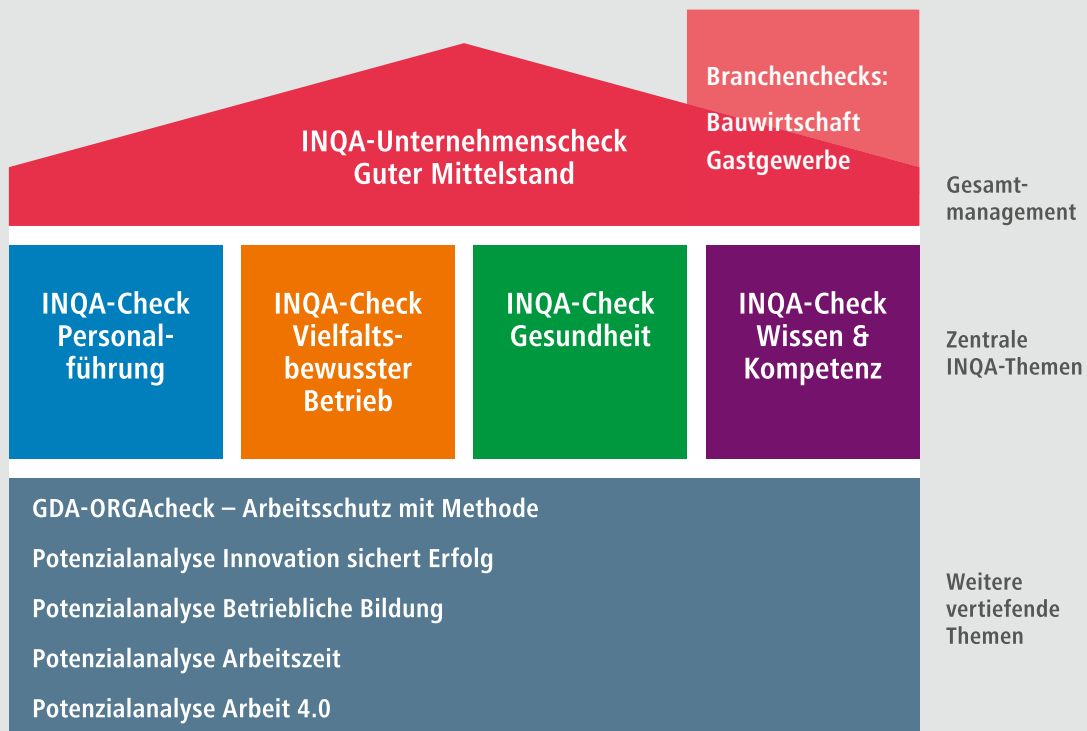 Branchenchecks:
Bauwirtschaft
Gastgewerbe
INQA-Unternehmenscheck
Guter Mittelstand
Gesamt-
management
INQA-Check
Personal-
führung
INQA-Check
Vielfalts-
bewusster
Betrieb
INQA-Check
Gesundheit
INQA-Check
Wissen &
Kompetenz
Zentrale
INQA-Themen
GDA-ORGAcheck – Arbeitsschutz mit Methode
Potenzialanalyse Innovation sichert Erfolg
Potenzialanalyse Betriebliche Bildung
Potenzialanalyse Arbeitszeit
Potenzialanalyse Arbeit 4.0
Weitere
vertiefende
Themen